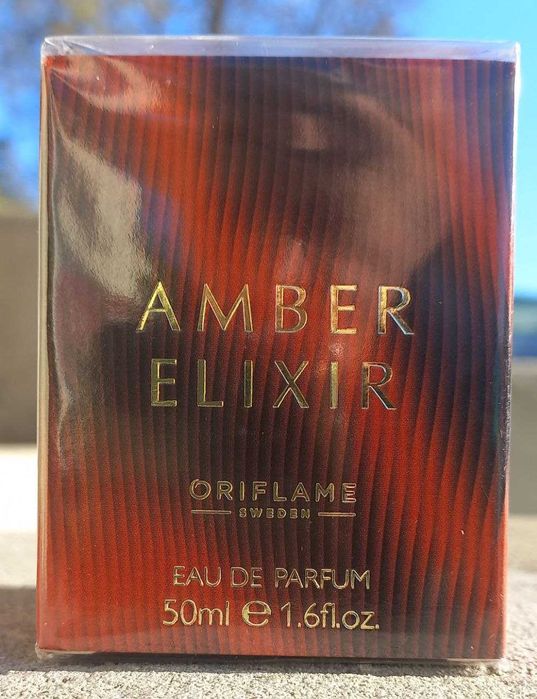 AMBER
ELIXIR
ORIFLAME
SWEDEN
EAU DE PARFUM
50ml ℮ 1.6fl.oz.